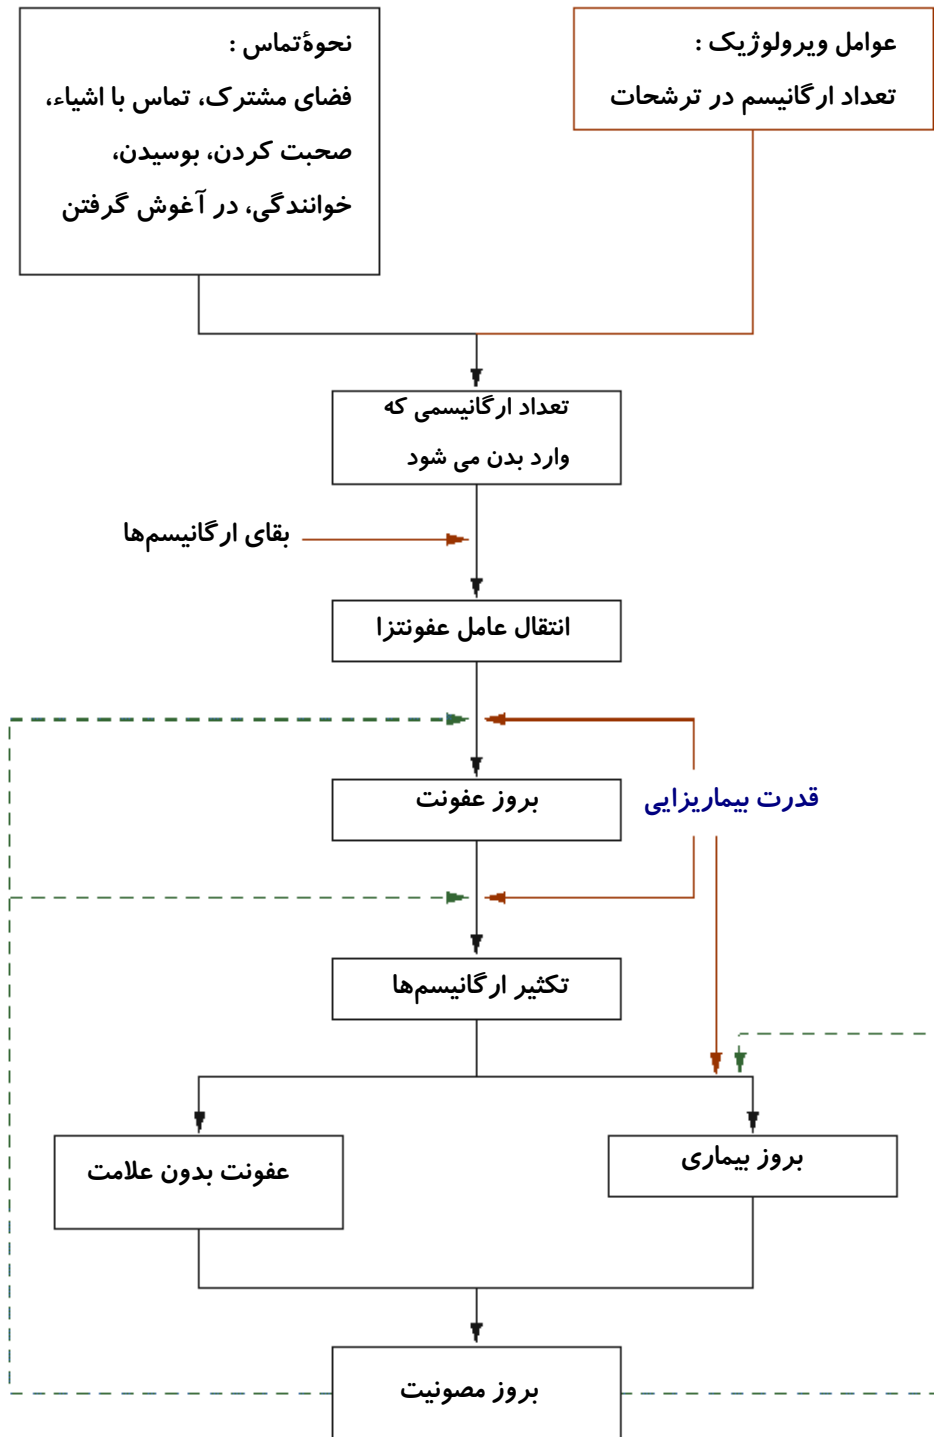 عوامل ویرولوژیک :
تعداد ارگانیسم در ترشحات
نحوۀتماس :
فضای مشترک، تماس با اشیاء،
صحبت کردن، بوسیدن،
خوانندگی، در آغوش گرفتن
تعداد ارگانیسمی که
وارد بدن می شود
بقای ارگانیسم‌ها
انتقال عامل عفونتزا
بروز عفونت
قدرت بیماریزایی
تکثیر ارگانیسم‌ها
بروز بیماری
عفونت بدون علامت
بروز مصونیت